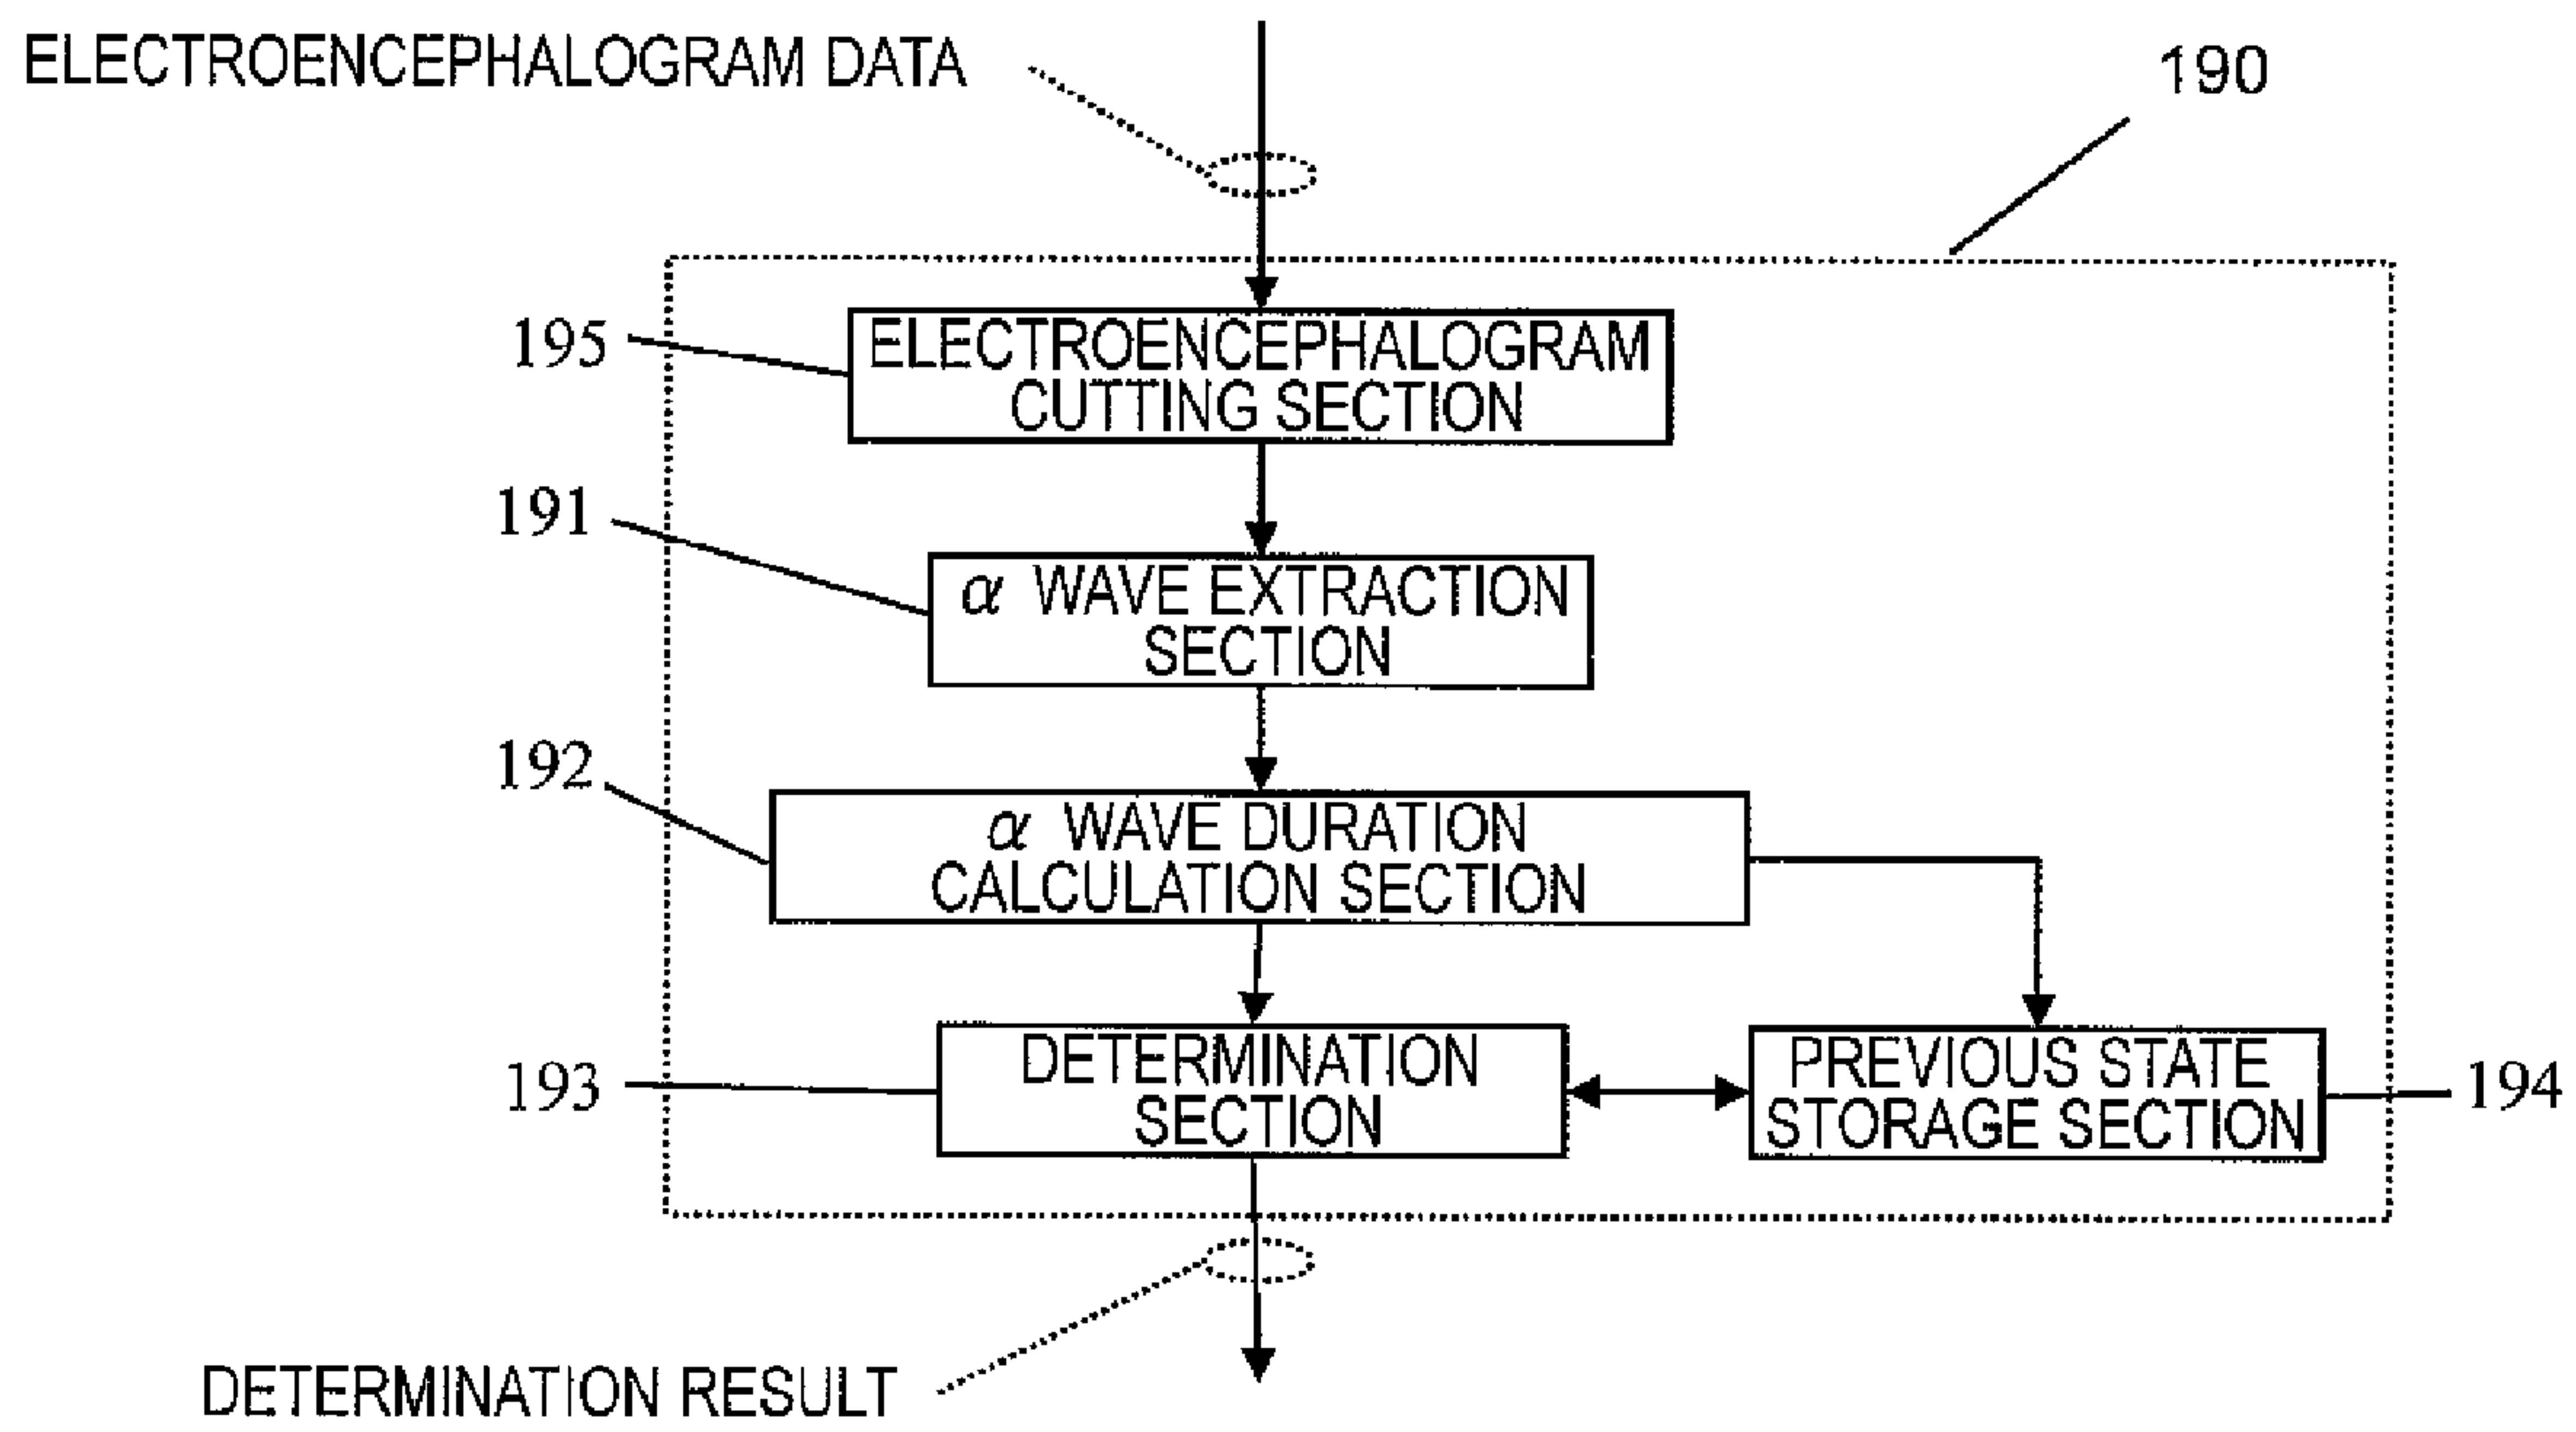 ELECTROENCEPHALOGRAM DATA
190
195
ELECTROENCEPHALOGRAM
CUTTING SECTION
191
α WAVE EXTRACTION
SECTION
192
α WAVE DURATION
CALCULATION SECTION
193
DETERMINATION
SECTION
PREVIOUS STATE
STORAGE SECTION
194
DETERMINATION RESULT